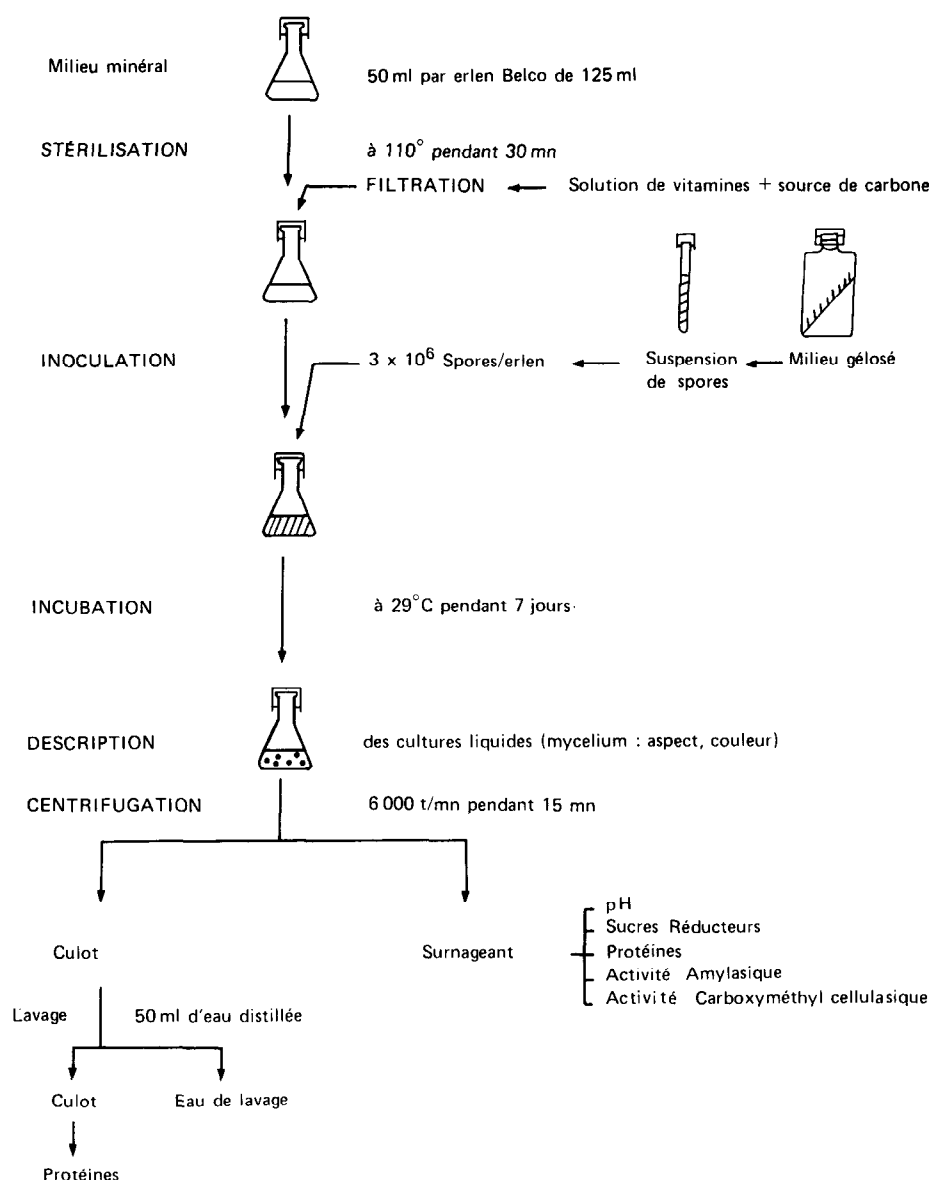 Milieu minéral
50 ml par erlen Belco de 125 ml
STÉRILISATION
à 110° pendant 30 mn
FILTRATION
Solution de vitamines + source de carbone
INOCULATION
3 x 10⁶ Spores/erlen
Suspension
de spores
Milieu gélosé
INCUBATION
à 29°C pendant 7 jours
DESCRIPTION
des cultures liquides (mycelium : aspect, couleur)
CENTRIFUGATION
6 000 t/mn pendant 15 mn
Culot
Surnageant
pH
Sucres Réducteurs
Protéines
Activité Amylasique
Activité Carboxyméthyl cellulasique
Lavage
50 ml d'eau distillée
Culot
Eau de lavage
Protéines